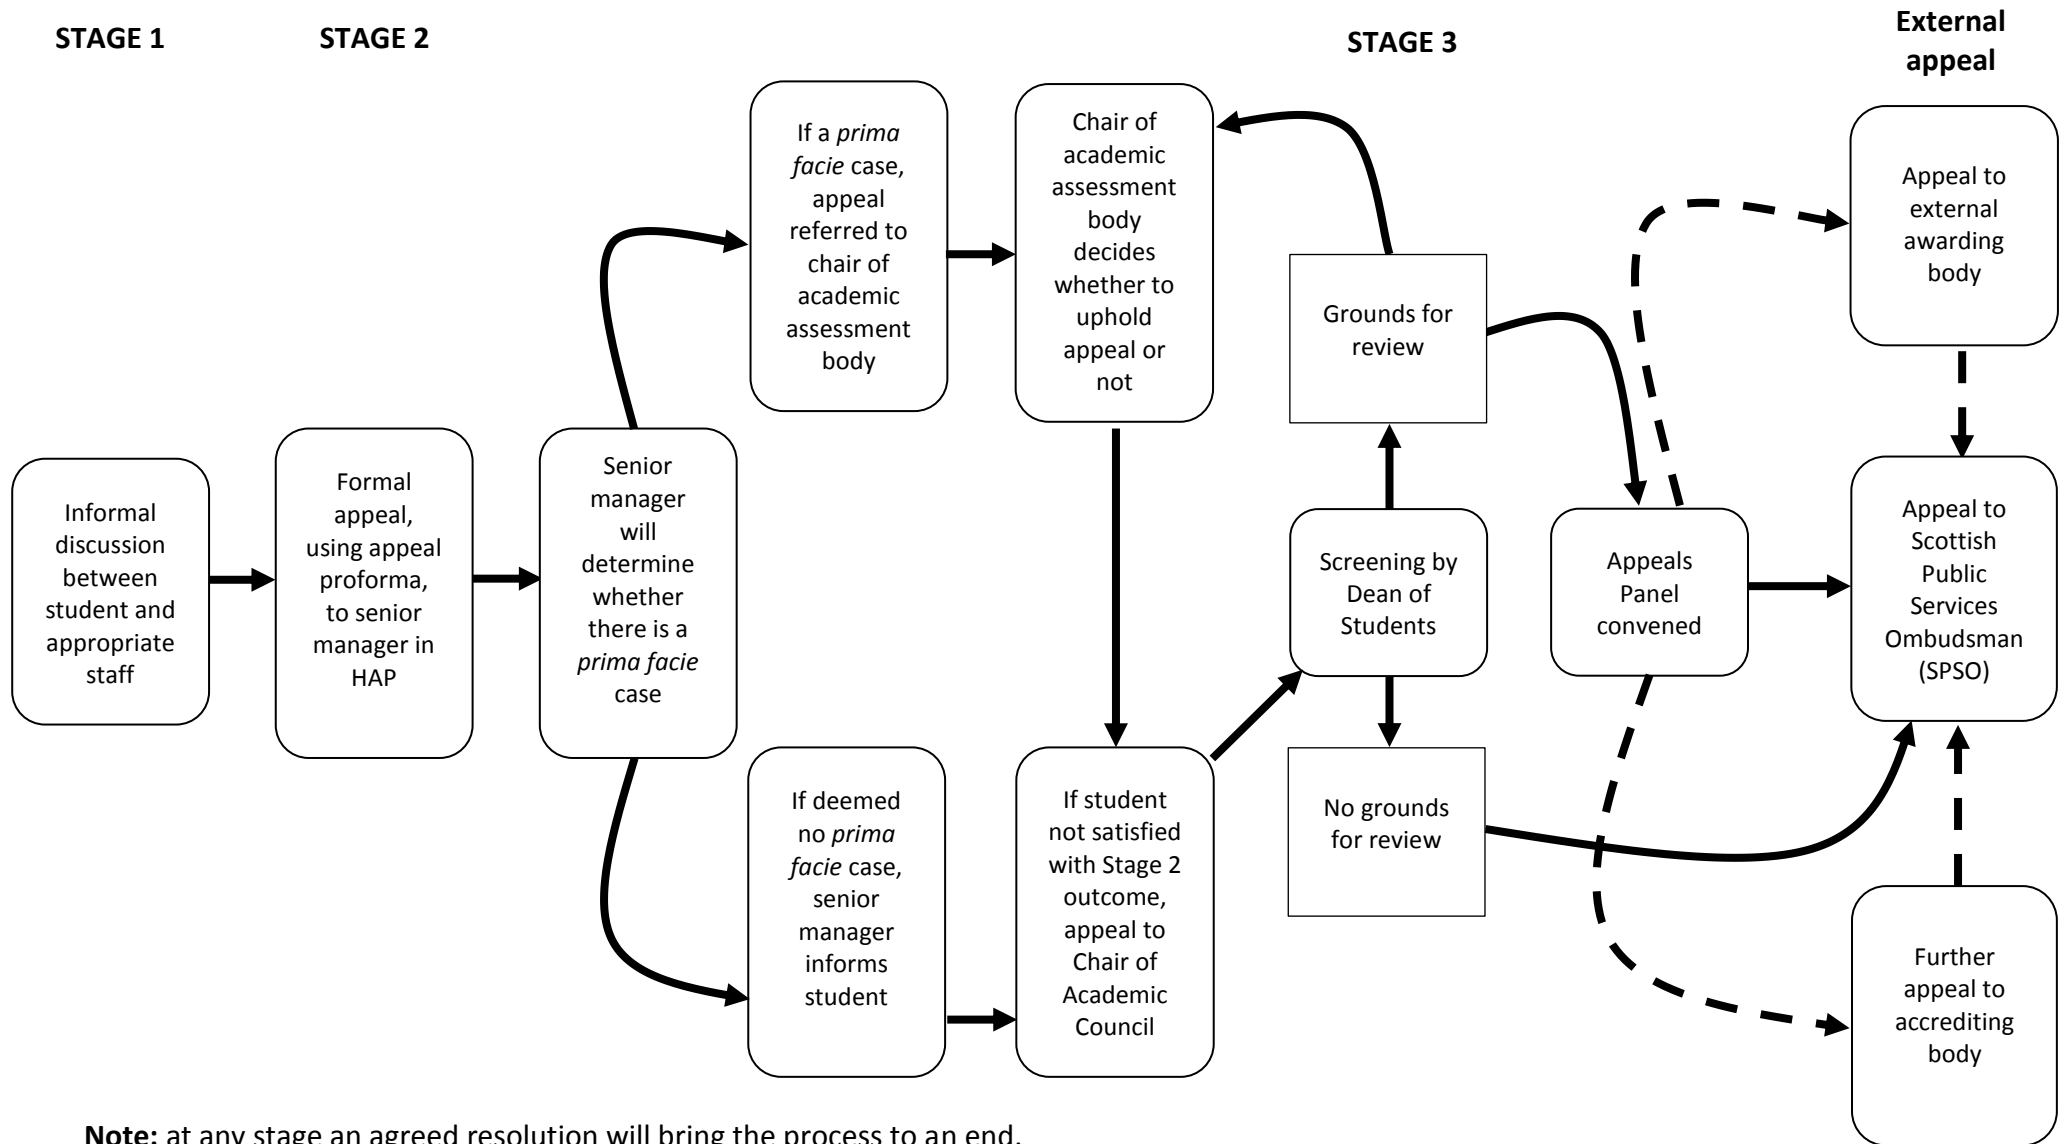 STAGE 1
STAGE 2
STAGE 3
External
appeal
Informal
discussion
between
student and
appropriate
staff
Formal
appeal,
using appeal
proforma,
to senior
manager in
HAP
Senior
manager
will
determine
whether
there is a
prima facie
case
If a prima
facie case,
appeal
referred to
chair of
academic
assessment
body
Chair of
academic
assessment
body
decides
whether to
uphold
appeal or
not
If deemed
no prima
facie case,
senior
manager
informs
student
If student
not satisfied
with Stage 2
outcome,
appeal to
Chair of
Academic
Council
Grounds for
review
Screening by
Dean of
Students
No grounds
for review
Appeals
Panel
convened
Appeal to
external
awarding
body
Appeal to
Scottish
Public
Services
Ombudsman
(SPSO)
Further
appeal to
accrediting
body
Note: at any stage an agreed resolution will bring the process to an end.